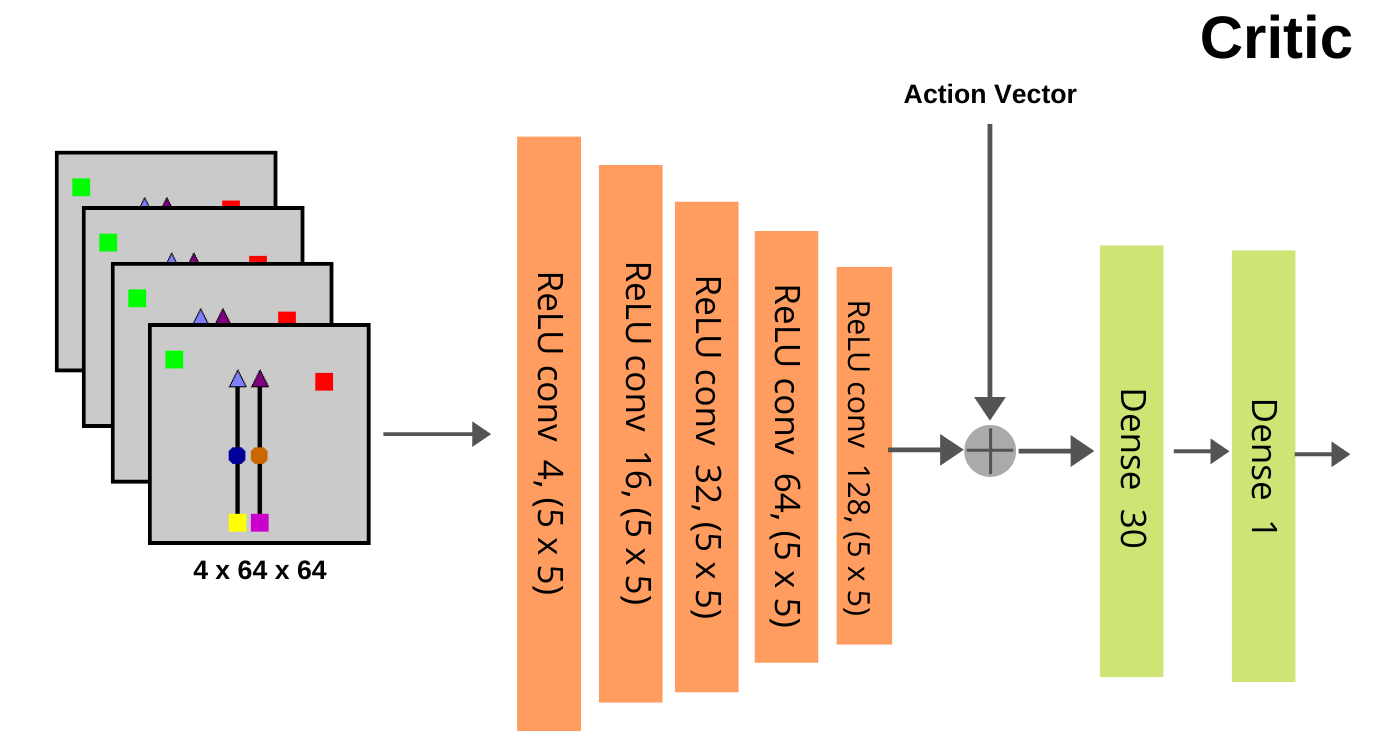 Critic
Action Vector
4 x 64 x 64
ReLU conv 4, (5 x 5)
ReLU conv 16, (5 x 5)
ReLU conv 32, (5 x 5)
ReLU conv 64, (5 x 5)
ReLU conv 128, (5 x 5)
Dense 30
Dense 1